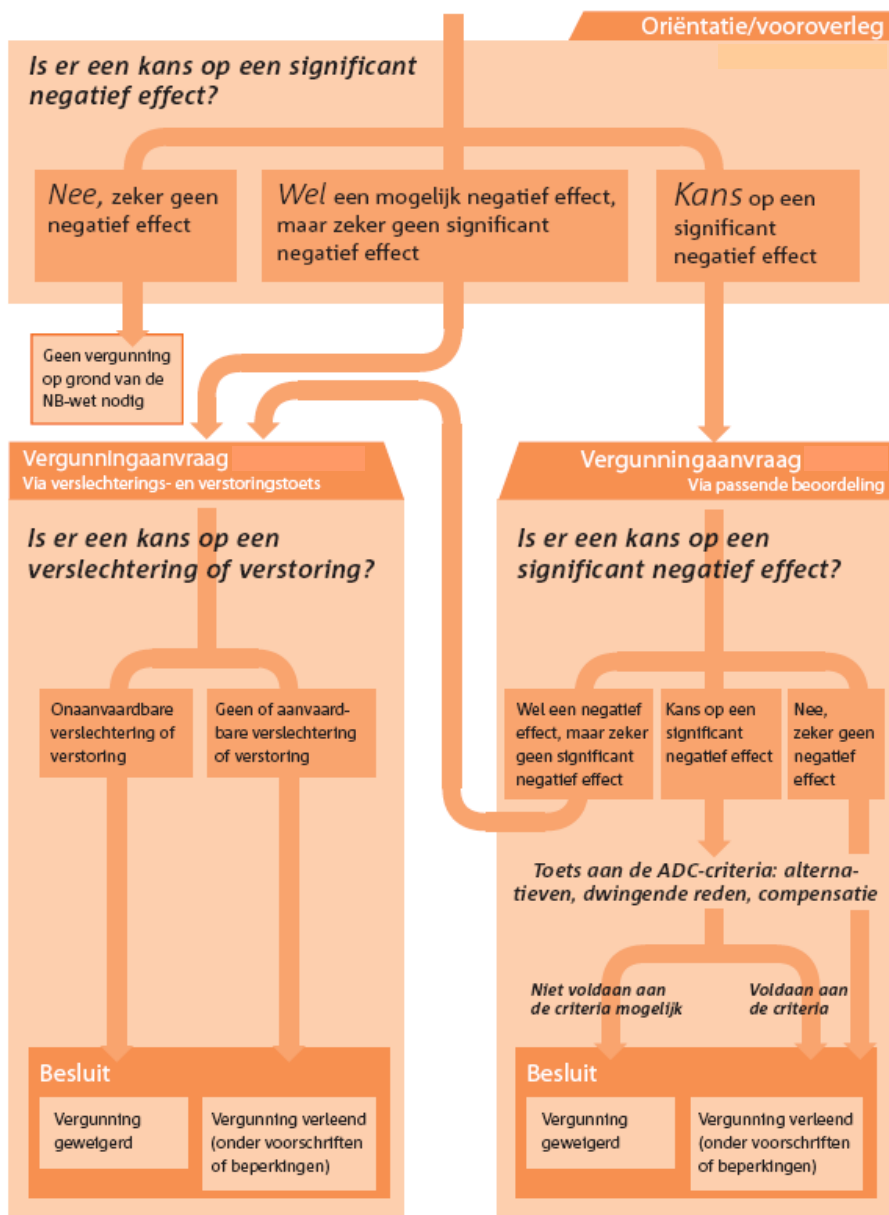 Oriëntatie/vooroverleg
Is er een kans op een significant
negatief effect?
Nee, zeker geen
negatief effect
Wel een mogelijk negatief effect,
maar zeker geen significant
negatief effect
Kans op een
significant
negatief effect
Geen vergunning
op grond van de
NB-wet nodig
Vergunningaanvraag
Via verslechterings- en verstoringstoets
Is er een kans op een
verslechtering of verstoring?
Onaanvaardbare
verslechtering of
verstoring
Geen of aanvaard-
bare verslechtering
of verstoring
Besluit
Vergunning
geweigerd
Vergunning verleend
(onder voorschriften
of beperkingen)
Vergunningaanvraag
Via passende beoordeling
Is er een kans op een
significant negatief effect?
Wel een negatief
effect, maar zeker
geen significant
negatief effect
Kans op een
significant
negatief effect
Nee,
zeker geen
negatief
effect
Toets aan de ADC-criteria: alterna-
tieven, dwingende reden, compensatie
Niet voldaan aan
de criteria mogelijk
Voldaan aan
de criteria
Besluit
Vergunning
geweigerd
Vergunning verleend
(onder voorschriften
of beperkingen)